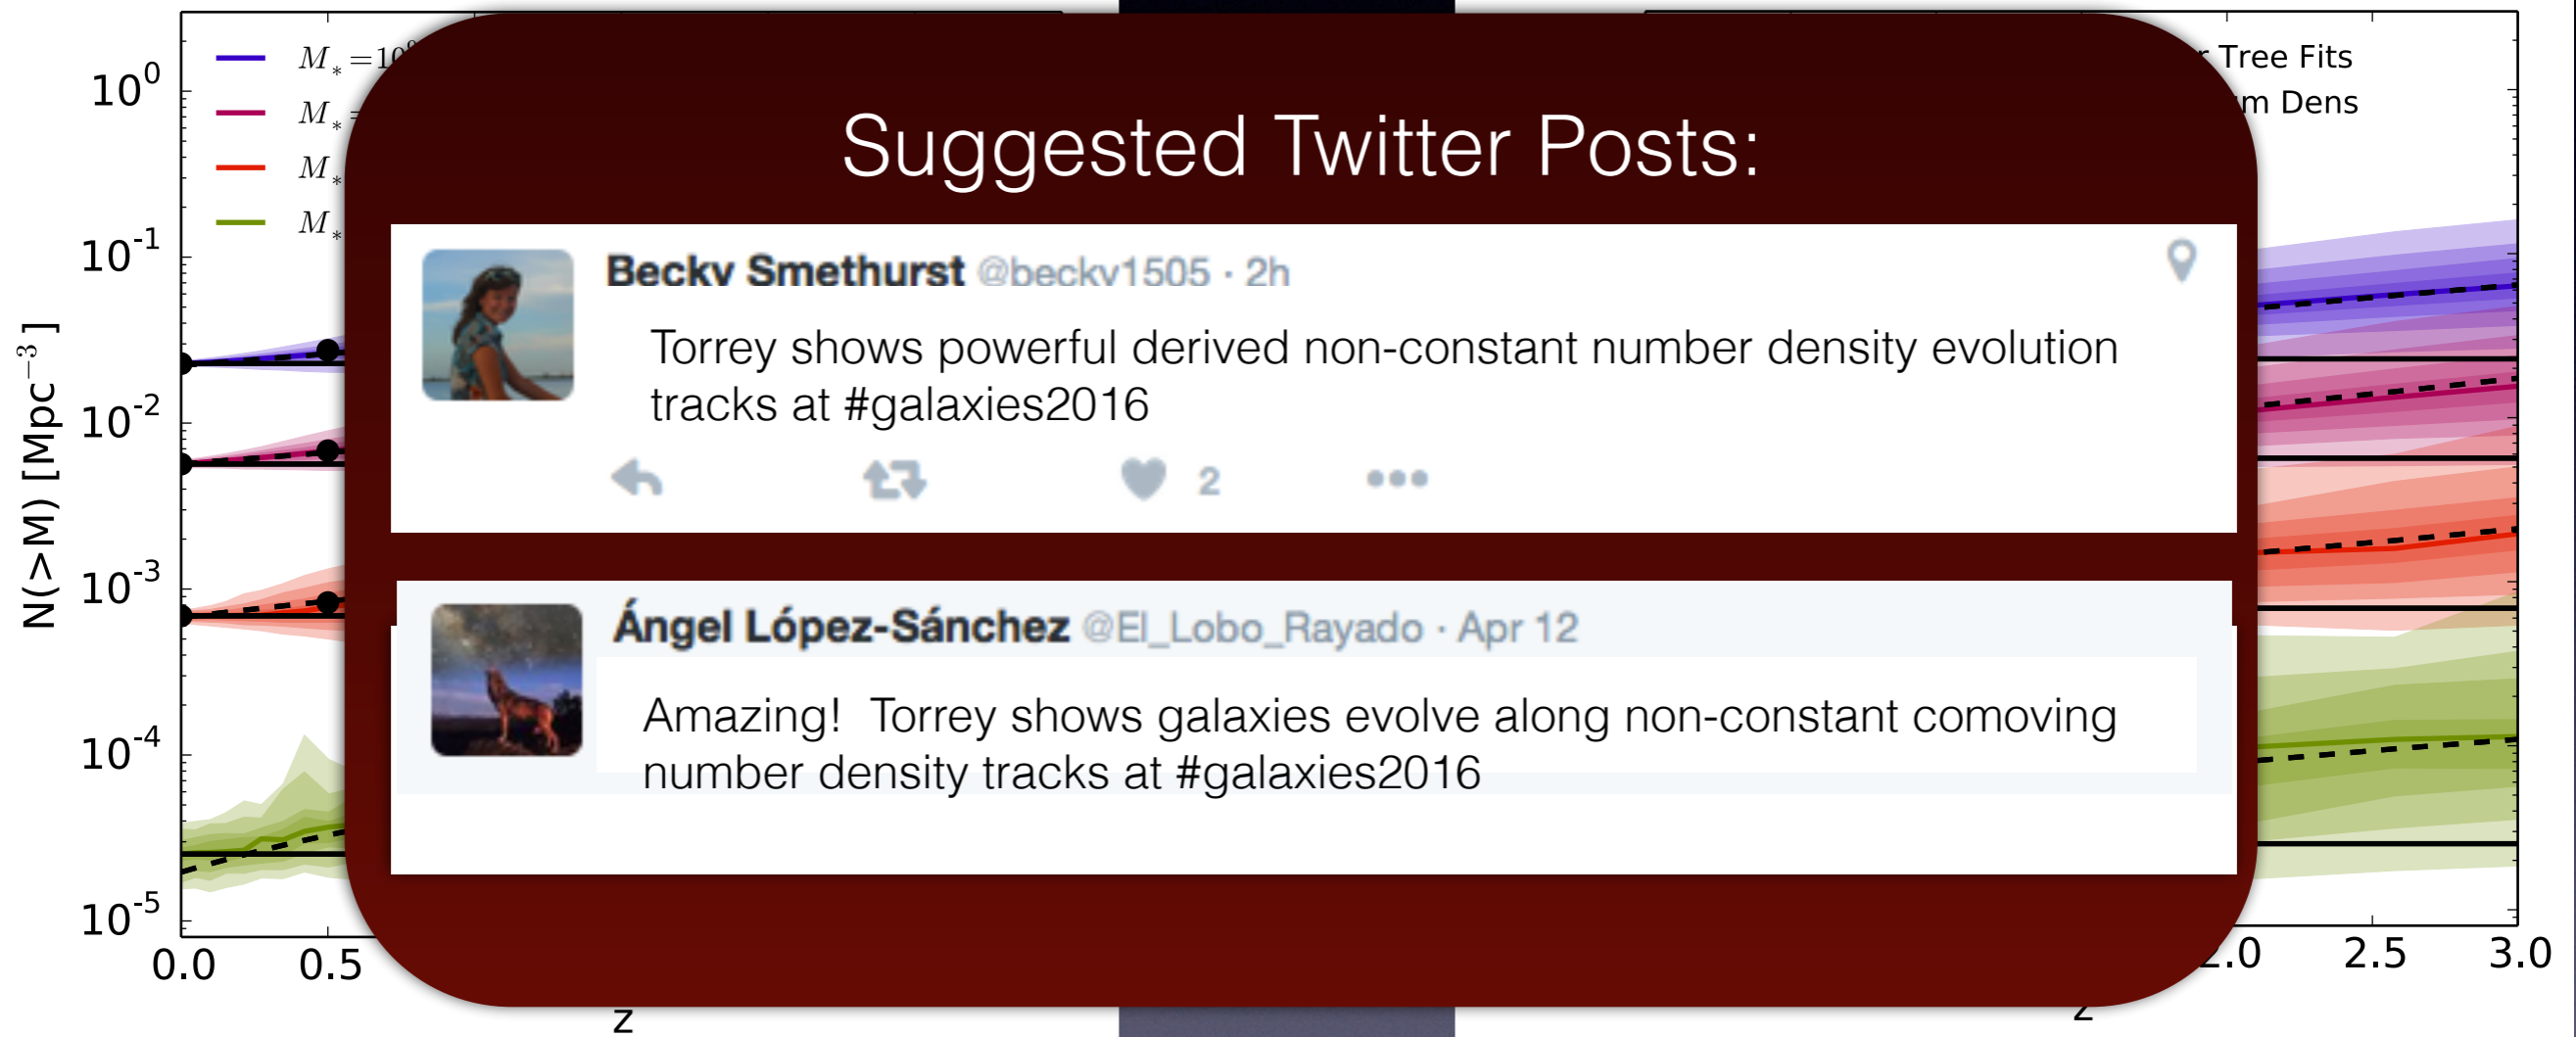 10⁰
10⁻¹
10⁻²
10⁻³
10⁻⁴
10⁻⁵
N(>M) [Mpc⁻³]
M* = 10
M* =
M*
M*
0.0 0.5
z
Suggested Twitter Posts:
Becky Smethurst @becky1505 · 2h
Torrey shows powerful derived non-constant number density evolution
tracks at #galaxies2016
2
Ángel López-Sánchez @El_Lobo_Rayado · Apr 12
Amazing! Torrey shows galaxies evolve along non-constant comoving
number density tracks at #galaxies2016
Tree Fits
Dens
2.0 2.5 3.0
z